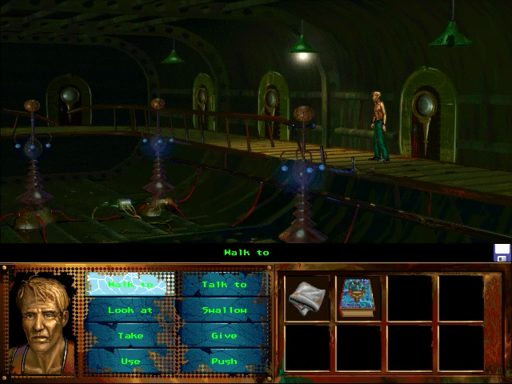 Walk to
Walk to
Talk to
Look at
Swallow
Take
Give
Use
Push